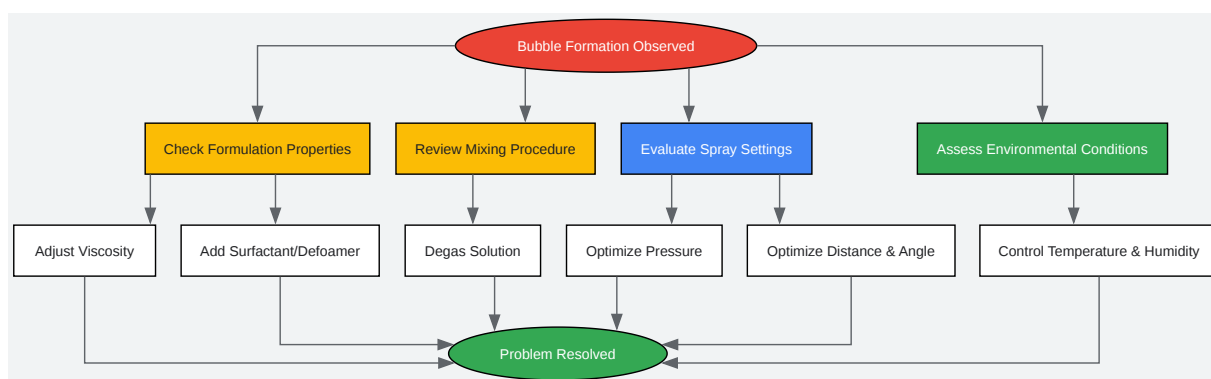 Bubble Formation Observed
Check Formulation Properties
Review Mixing Procedure
Evaluate Spray Settings
Assess Environmental Conditions
Adjust Viscosity
Add Surfactant/Defoamer
Degas Solution
Optimize Pressure
Optimize Distance & Angle
Control Temperature & Humidity
Problem Resolved